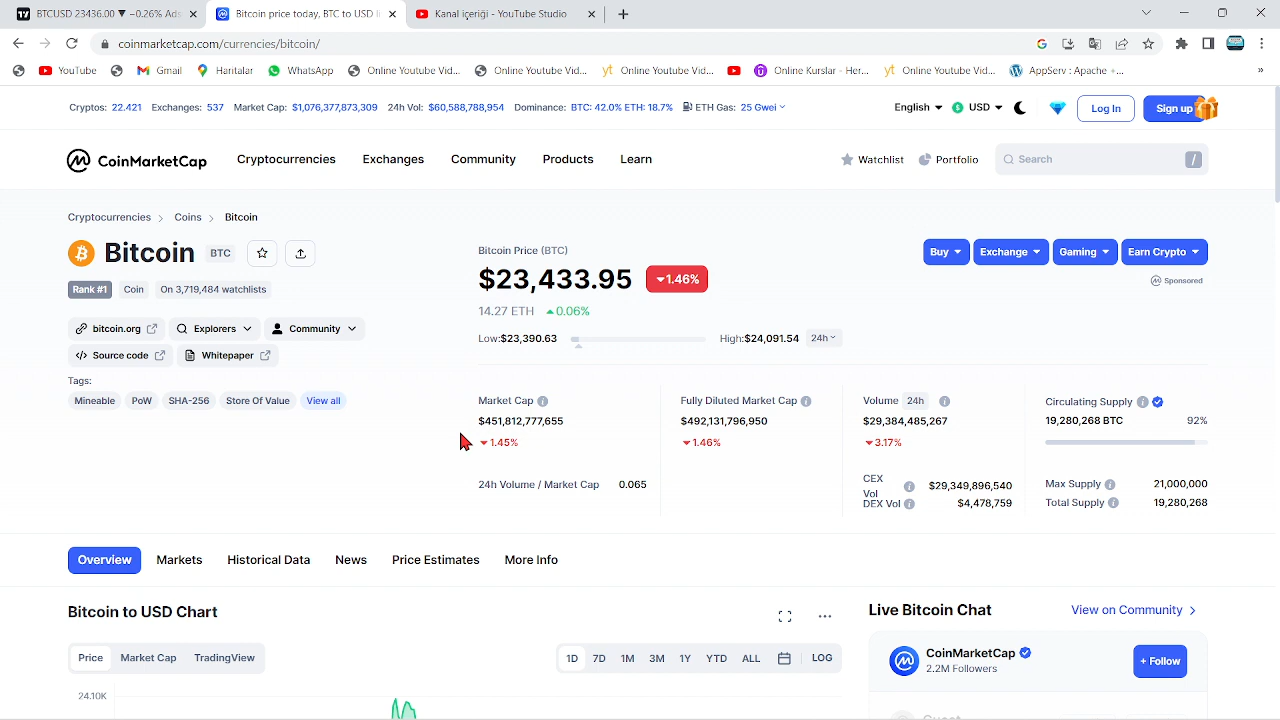 BTCUSD 23436.00 ▼ −0.26% Ads
Bitcoin price today, BTC to USD li
Kanal içeriği - YouTube Studio
coinmarketcap.com/currencies/bitcoin/
YouTube Gmail Haritalar WhatsApp Online Youtube Vid... Online Youtube Vid... Online Youtube Vid... Online Kurslar - Her... Online Youtube Vid... AppServ : Apache +... »
Cryptos: 22.421 Exchanges: 537 Market Cap: $1,076,377,873,309 24h Vol: $60,588,788,954 Dominance: BTC: 42.0% ETH: 18.7% ETH Gas: 25 Gwei English USD Log In Sign up
CoinMarketCap Cryptocurrencies Exchanges Community Products Learn Watchlist Portfolio Search /
Cryptocurrencies > Coins > Bitcoin
Bitcoin BTC
Rank #1 Coin On 3,719,484 watchlists
bitcoin.org Explorers Community
Source code Whitepaper
Tags:
Mineable PoW SHA-256 Store Of Value View all
Bitcoin Price (BTC)
$23,433.95 1.46%
14.27 ETH 0.06%
Low:$23,390.63 High:$24,091.54 24h
Buy Exchange Gaming Earn Crypto
Sponsored
Market Cap
$451,812,777,655
1.45%
24h Volume / Market Cap 0.065
Fully Diluted Market Cap
$492,131,796,950
1.46%
Volume 24h
$29,384,485,267
3.17%
CEX Vol $29,349,896,540
DEX Vol $4,478,759
Circulating Supply
19,280,268 BTC 92%
Max Supply 21,000,000
Total Supply 19,280,268
Overview Markets Historical Data News Price Estimates More Info
Bitcoin to USD Chart
Price Market Cap TradingView 1D 7D 1M 3M 1Y YTD ALL LOG
24.10K
Live Bitcoin Chat View on Community >
CoinMarketCap
2.2M Followers
+ Follow